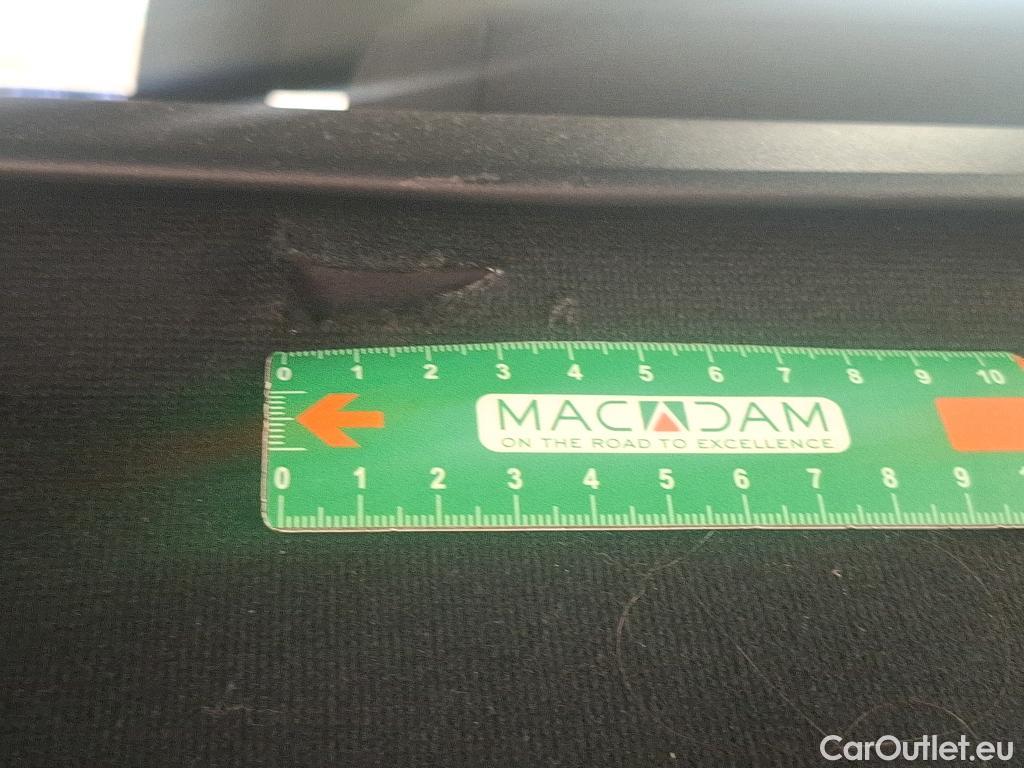 0 1 2 3 4 5 6 7 8 9 10
MACADAM
ON THE ROAD TO EXCELLENCE
0 1 2 3 4 5 6 7 8 9 1
CarOutlet.eu